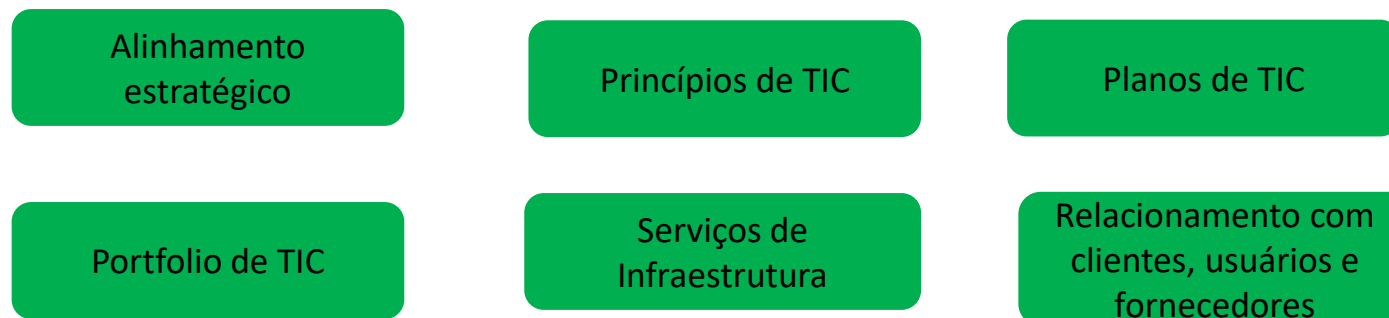 Alinhamento
estratégico
Princípios de TIC
Planos de TIC
Portfolio de TIC
Serviços de
Infraestrutura
Relacionamento com
clientes, usuários e
fornecedores